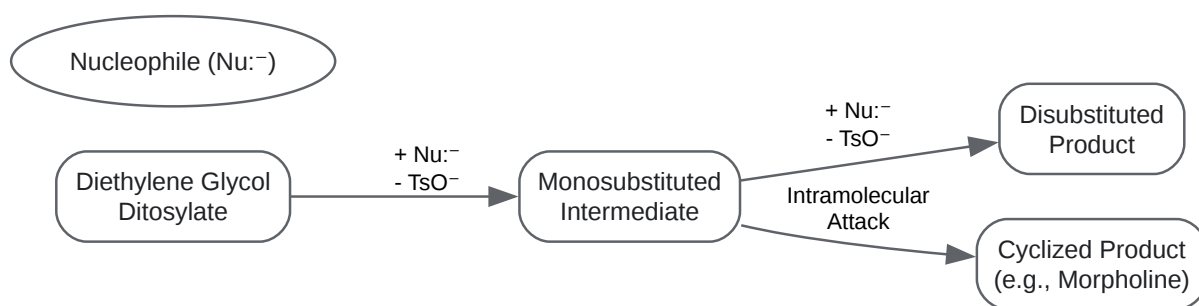 Nucleophile (Nu:⁻)
Diethylene Glycol
Ditosylate
+ Nu:⁻
- TsO⁻
Monosubstituted
Intermediate
+ Nu:⁻
- TsO⁻
Disubstituted
Product
Intramolecular
Attack
Cyclized Product
(e.g., Morpholine)